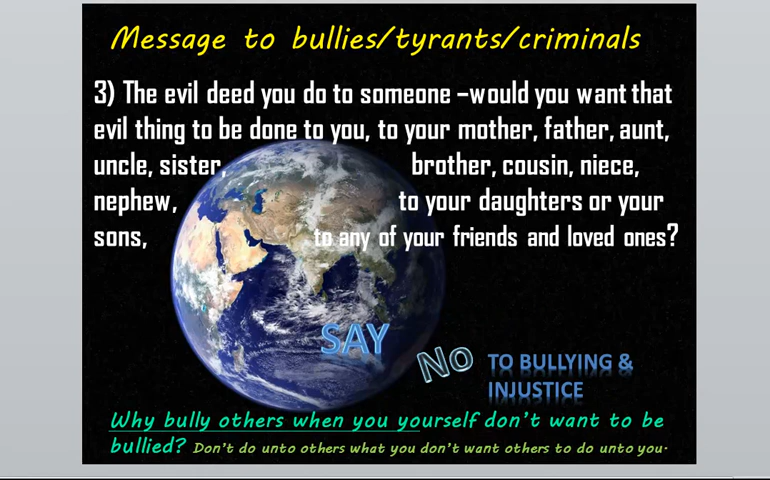 Message to bullies/tyrants/criminals
3) The evil deed you do to someone –would you want that
evil thing to be done to you, to your mother, father, aunt,
uncle, sister, brother, cousin, niece,
nephew, to your daughters or your
sons, to any of your friends and loved ones?
SAY No TO BULLYING &
INJUSTICE
Why bully others when you yourself don't want to be
bullied? Don't do unto others what you don't want others to do unto you.